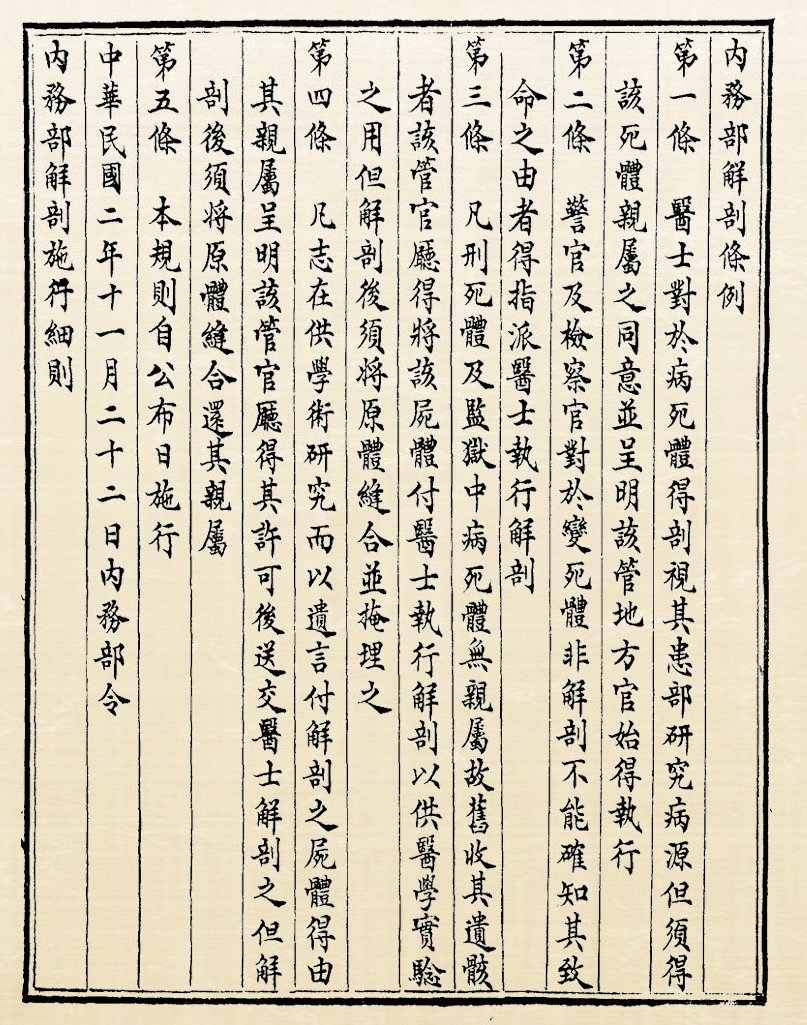 內務部解剖條例
第一條　醫士對於病死體得剖視其患部研究病源但須得
該死體親屬之同意並呈明該管地方官始得執行
第二條　警官及檢察官對於變死體非解剖不能確知其致
命之由者得指派醫士執行解剖
第三條　凡刑死體及監獄中病死體無親屬故舊收其遺骸
者該管官廳得將該屍體付醫士執行解剖以供醫學實驗
之用但解剖後須將原體縫合並掩埋之
第四條　凡志在供學術研究而以遺言付解剖之屍體得由
其親屬呈明該管官廳得其許可後送交醫士解剖之但解
剖後須將原體縫合還其親屬
第五條　本規則自公布日施行
中華民國二年十一月二十二日內務部令
內務部解剖施行細則